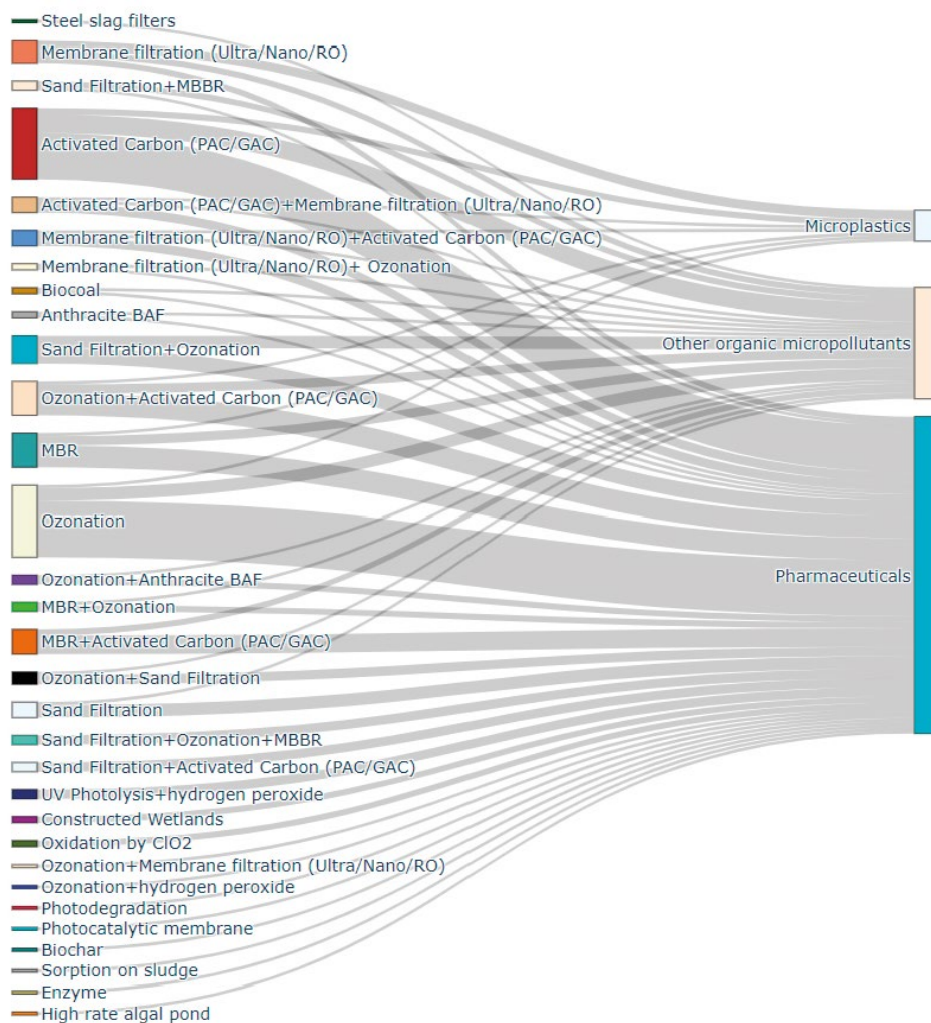 Steel slag filters
Membrane filtration (Ultra/Nano/RO)
Sand Filtration+MBBR
Activated Carbon (PAC/GAC)
Activated Carbon (PAC/GAC)+Membrane filtration (Ultra/Nano/RO)
Microplastics
Membrane filtration (Ultra/Nano/RO)+Activated Carbon (PAC/GAC)
Membrane filtration (Ultra/Nano/RO)+ Ozonation
Biocoal
Anthracite BAF
Other organic micropollutants
Sand Filtration+Ozonation
Ozonation+Activated Carbon (PAC/GAC)
MBR
Ozonation
Pharmaceuticals
Ozonation+Anthracite BAF
MBR+Ozonation
MBR+Activated Carbon (PAC/GAC)
Ozonation+Sand Filtration
Sand Filtration
Sand Filtration+Ozonation+MBBR
Sand Filtration+Activated Carbon (PAC/GAC)
UV Photolysis+hydrogen peroxide
Constructed Wetlands
Oxidation by ClO2
Ozonation+Membrane filtration (Ultra/Nano/RO)
Ozonation+hydrogen peroxide
Photodegradation
Photocatalytic membrane
Biochar
Sorption on sludge
Enzyme
High rate algal pond